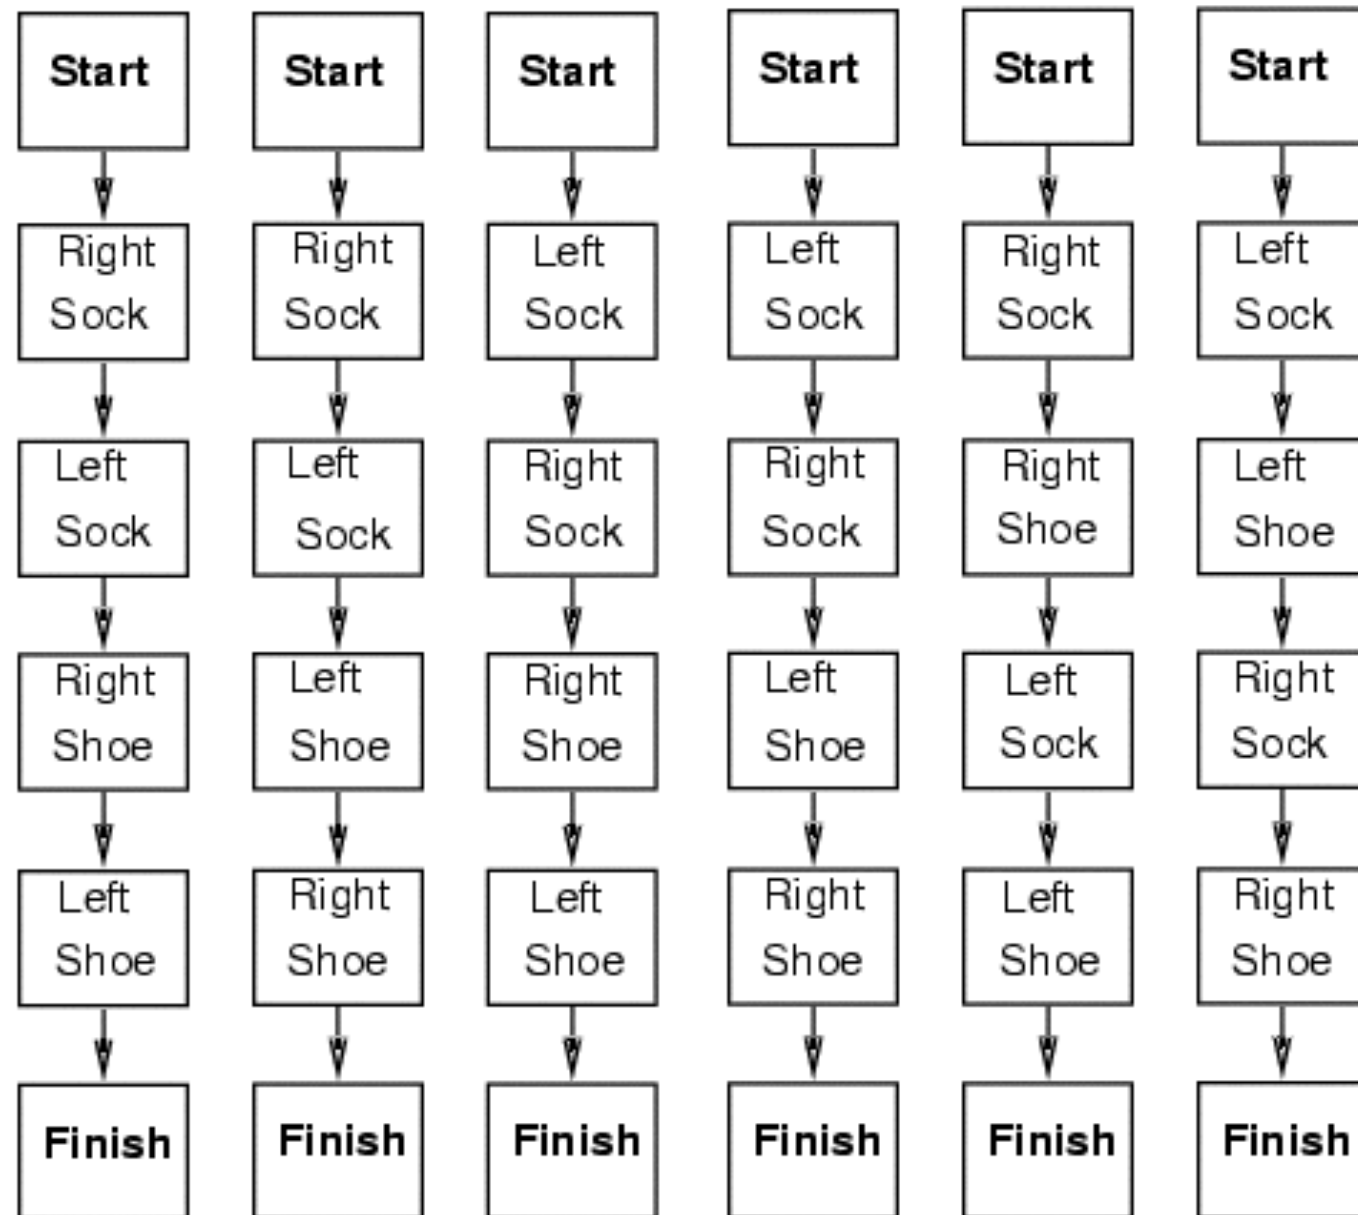 Start Start Start Start Start Start
Right Right Left Left Right Left
Sock Sock Sock Sock Sock Sock
Left Left Right Right Right Left
Sock Sock Sock Sock Shoe Shoe
Right Left Right Left Left Right
Shoe Shoe Shoe Shoe Sock Sock
Left Right Left Right Left Right
Shoe Shoe Shoe Shoe Shoe Shoe
Finish Finish Finish Finish Finish Finish